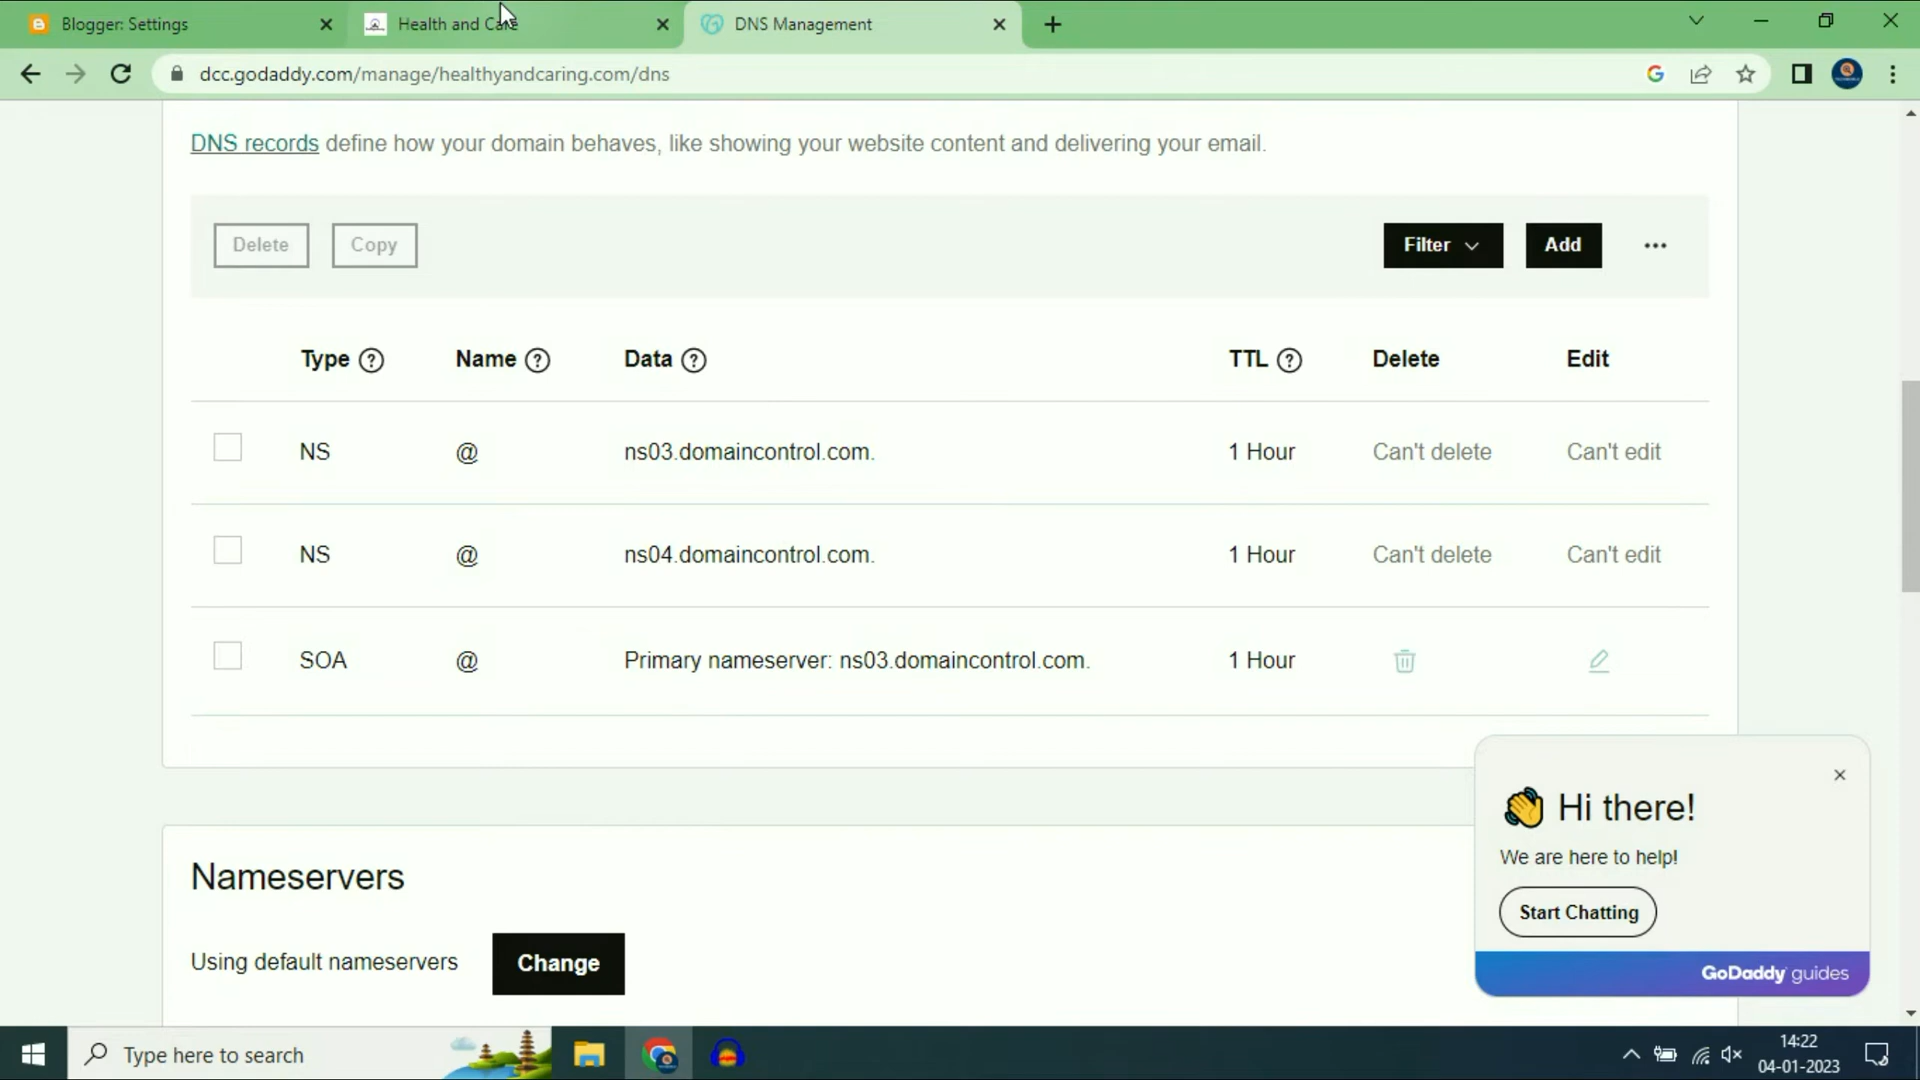 Blogger: Settings
Health and Care
DNS Management
dcc.godaddy.com/manage/healthyandcaring.com/dns
DNS records define how your domain behaves, like showing your website content and delivering your email.
Delete Copy Filter Add
Type Name Data TTL Delete Edit
NS @ ns03.domaincontrol.com. 1 Hour Can't delete Can't edit
NS @ ns04.domaincontrol.com. 1 Hour Can't delete Can't edit
SOA @ Primary nameserver: ns03.domaincontrol.com. 1 Hour
Hi there!
We are here to help!
Start Chatting
GoDaddy guides
Nameservers
Using default nameservers Change
Type here to search
14:22
04-01-2023